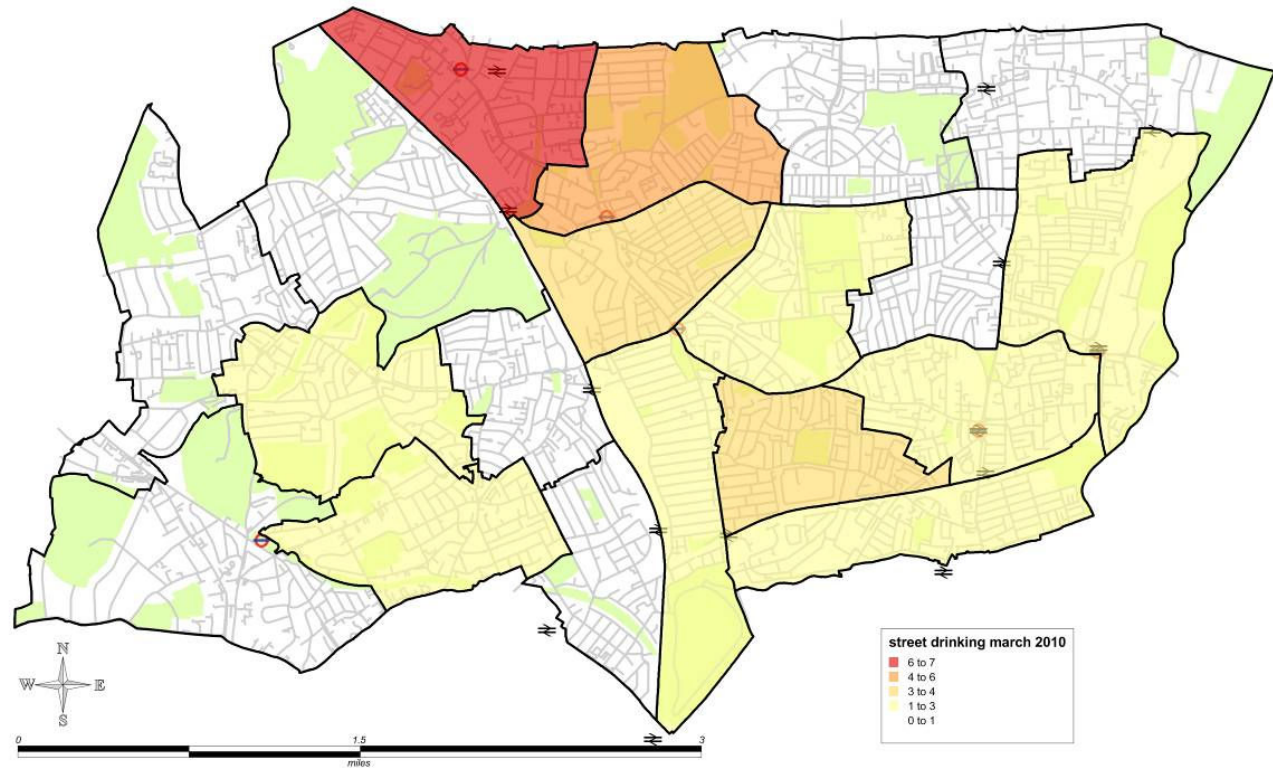 N
W E
S
0 1.5 3
miles
street drinking march 2010
6 to 7
4 to 6
3 to 4
1 to 3
0 to 1